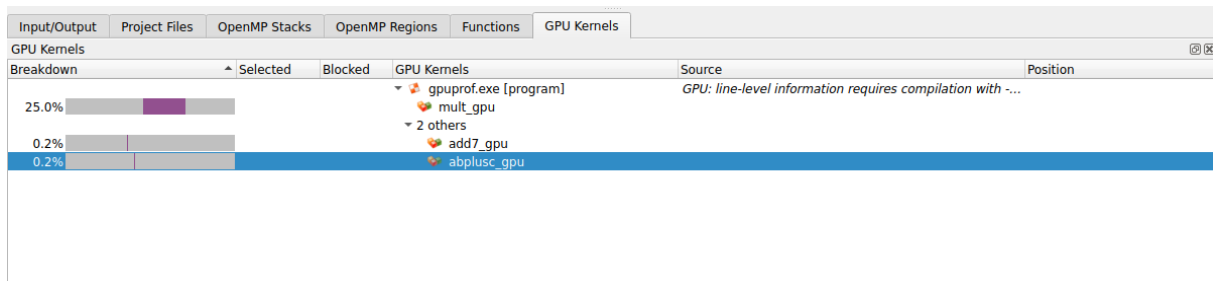 Input/Output Project Files OpenMP Stacks OpenMP Regions Functions GPU Kernels
GPU Kernels
Breakdown Selected Blocked GPU Kernels Source Position
gpuprof.exe [program] GPU: line-level information requires compilation with -...
25.0% mult_gpu
2 others
0.2% add7_gpu
0.2% abplusc_gpu